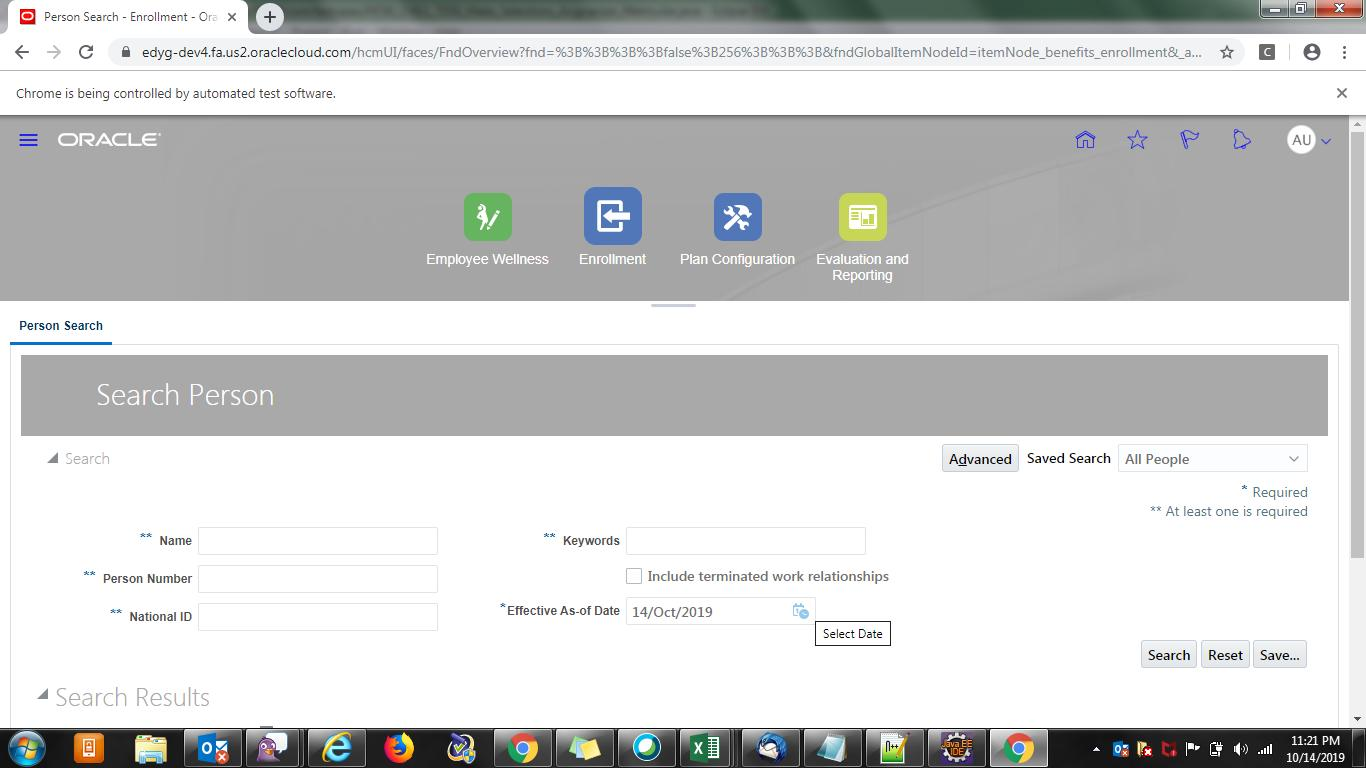 Person Search - Enrollment - Ora
edyg-dev4.fa.us2.oraclecloud.com/hcmUI/faces/FndOverview?fnd=%3B%3B%3B%3Bfalse%3B256%3B%3B%3B&fndGlobalItemNodeId=itemNode_benefits_enrollment&_a...
C
Chrome is being controlled by automated test software.
ORACLE
AU
Employee Wellness
Enrollment
Plan Configuration
Evaluation and
Reporting
Person Search
Search Person
Search
Advanced
Saved Search
All People
* Required
** At least one is required
** Name
** Keywords
** Person Number
Include terminated work relationships
** National ID
*Effective As-of Date
14/Oct/2019
Select Date
Search
Reset
Save...
Search Results
Java EE
IDE
11:21 PM
10/14/2019